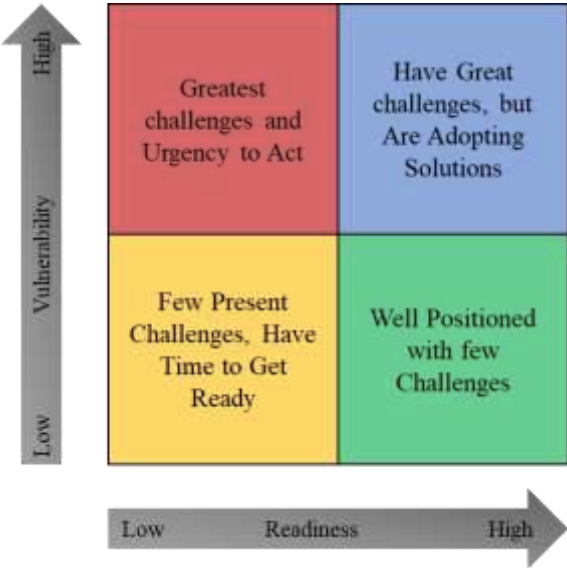 High
Vulnerability
Low
Greatest
challenges and
Urgency to Act
Have Great
challenges, but
Are Adopting
Solutions
Few Present
Challenges, Have
Time to Get
Ready
Well Positioned
with few
Challenges
Low Readiness High